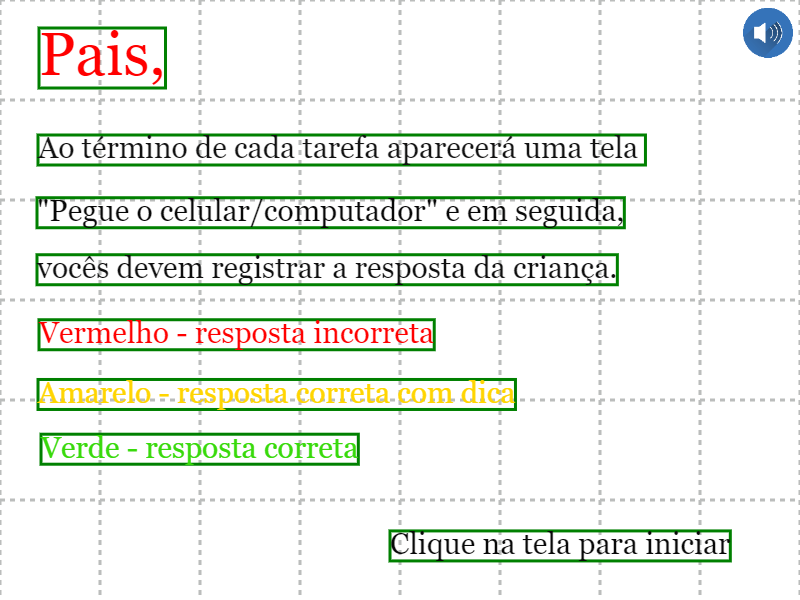 Pais,
Ao término de cada tarefa aparecerá uma tela
"Pegue o celular/computador" e em seguida,
vocês devem registrar a resposta da criança.
Vermelho - resposta incorreta
Amarelo - resposta correta com dica
Verde - resposta correta
Clique na tela para iniciar